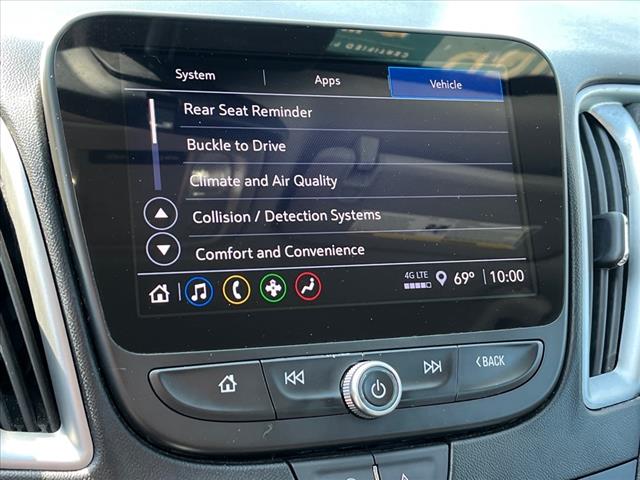 CERTIFIED
System Apps Vehicle
Rear Seat Reminder
Buckle to Drive
Climate and Air Quality
Collision / Detection Systems
Comfort and Convenience
4G LTE 69° 10:00
<BACK